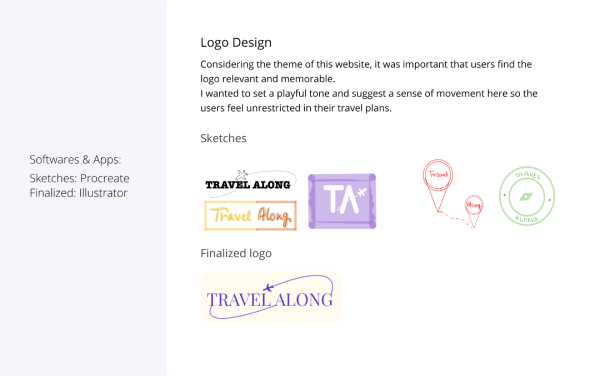 Softwares & Apps:
Sketches: Procreate
Finalized: Illustrator
Logo Design
Considering the theme of this website, it was important that users find the
logo relevant and memorable.
I wanted to set a playful tone and suggest a sense of movement here so the
users feel unrestricted in their travel plans.
Sketches
TRAVEL ALONG
Travel Along
TA
Travel
Along
TRAVEL
ALONG
Finalized logo
TRAVEL ALONG